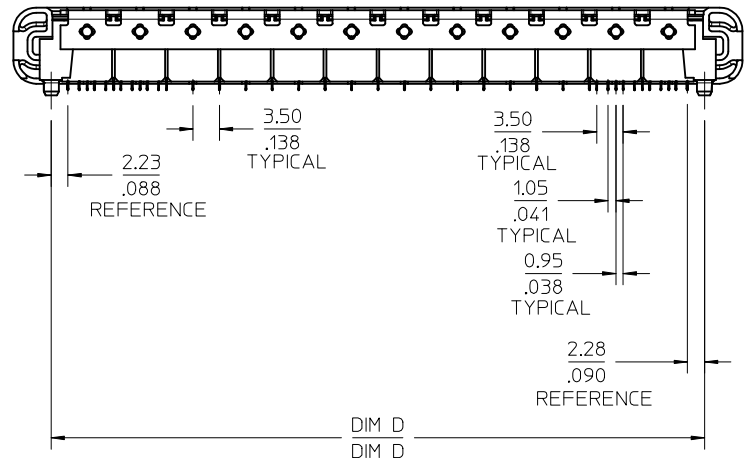 3.50
.138
TYPICAL
3.50
.138
TYPICAL
2.23
.088
REFERENCE
1.05
.041
TYPICAL
0.95
.038
TYPICAL
2.28
.090
REFERENCE
DIM D
DIM D